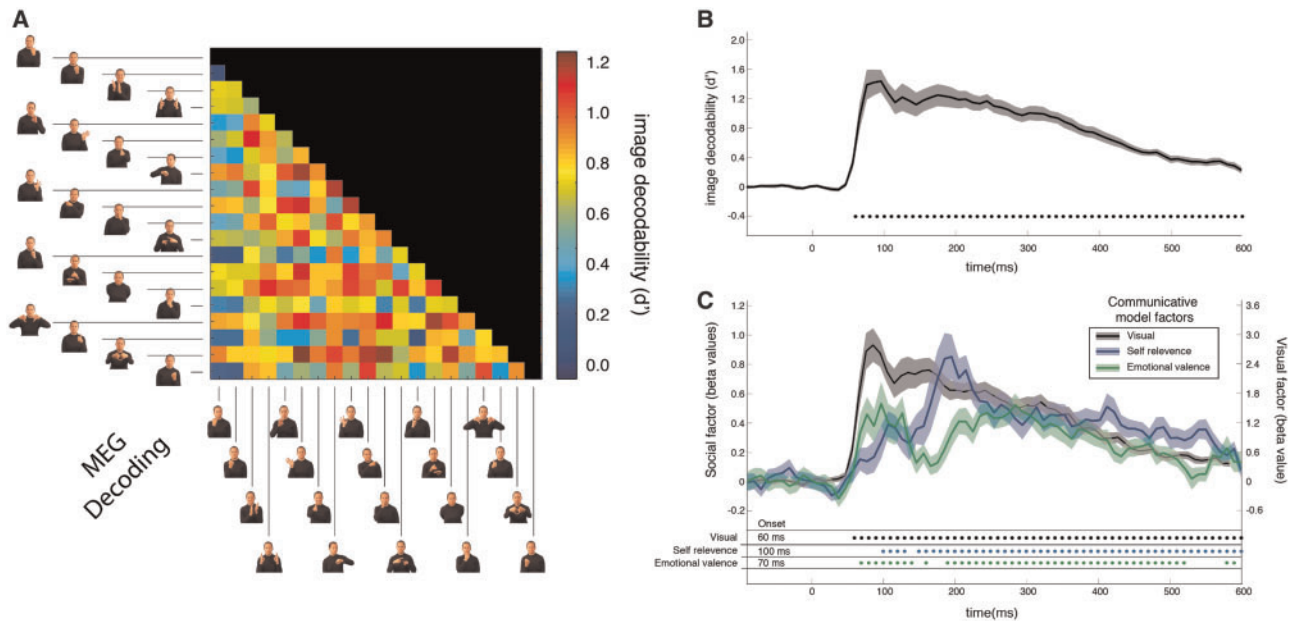 A
1.2
1.0
0.8
0.6
0.4
0.2
0.0
image decodability (d')
MEG
Decoding
B
2.0
1.6
1.2
0.8
0.4
0
-0.4
image decodability (d')
0 100 200 300 400 500 600
time(ms)
C
1.2
1.0
0.8
0.6
0.4
0.2
0
-0.2
Social factor (beta values)
Communicative
model factors
Visual
Self relevence
Emotional valence
3.6
3.0
2.4
1.8
1.2
0.6
0
-0.6
Visual factor
(beta value)
Onset
Visual 60 ms
Self relevence 100 ms
Emotional valence 70 ms
0 100 200 300 400 500 600
time(ms)